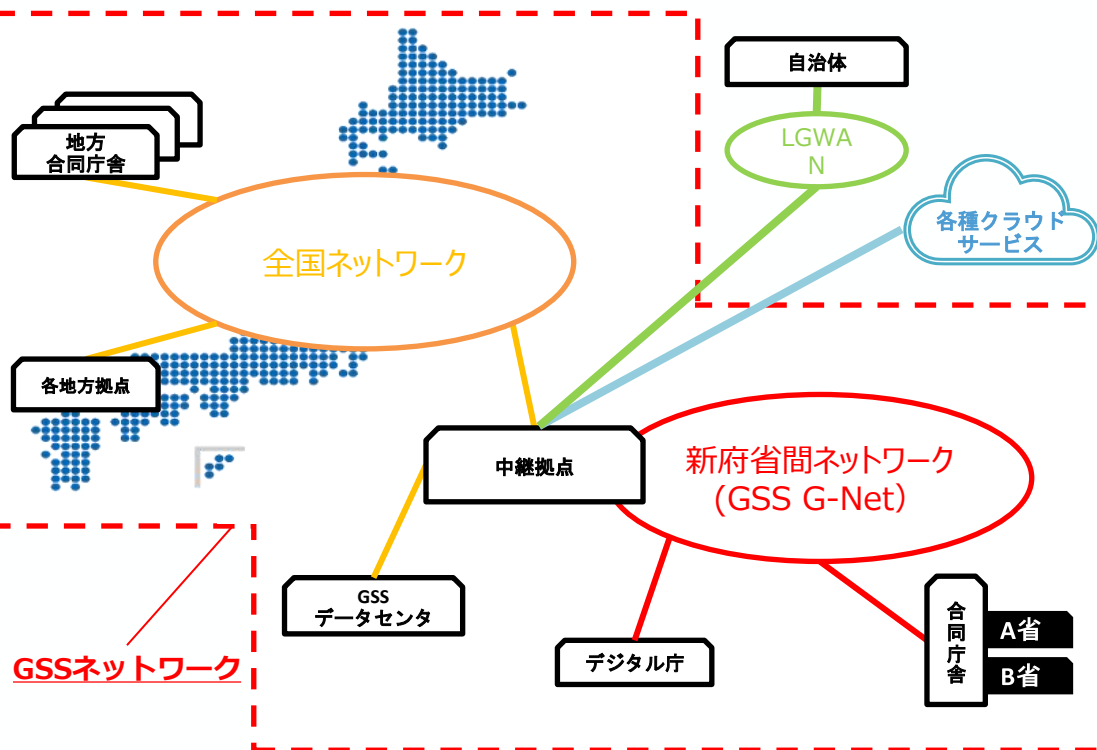 自治体
地方
合同庁舎
LGWA
N
各種クラウド
サービス
全国ネットワーク
各地方拠点
中継拠点
新府省間ネットワーク
(GSS G-Net）
GSS
データセンタ
合同庁舎
A省
B省
デジタル庁
GSSネットワーク